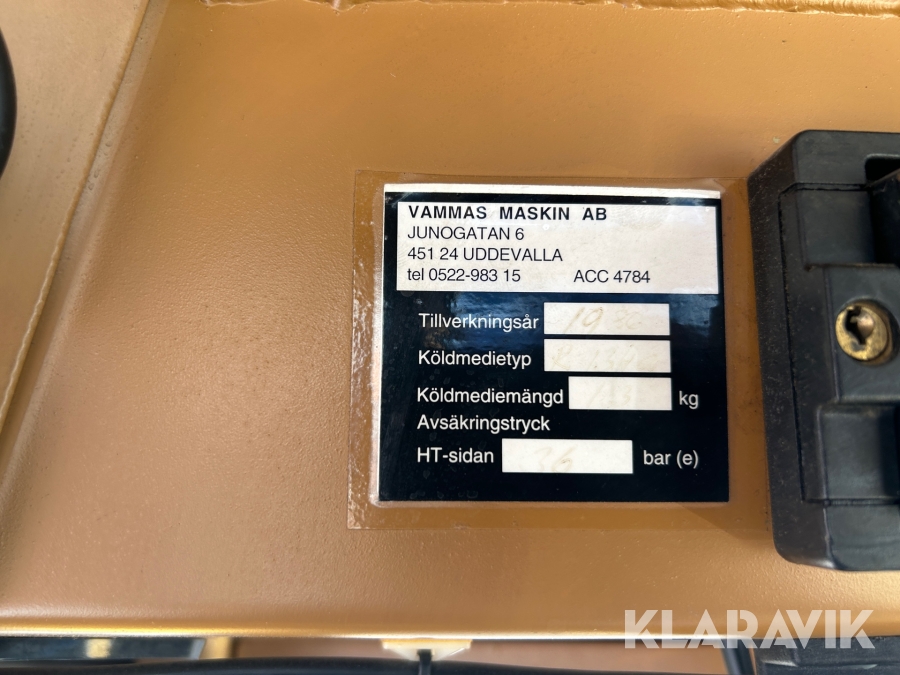 VAMMAS MASKIN AB
JUNOGATAN 6
451 24 UDDEVALLA
tel 0522-983 15 ACC 4784
Tillverkningsår
Köldmedietyp
Köldmediemängd kg
Avsäkringstryck
HT-sidan 26 bar (e)
KLARAVIK